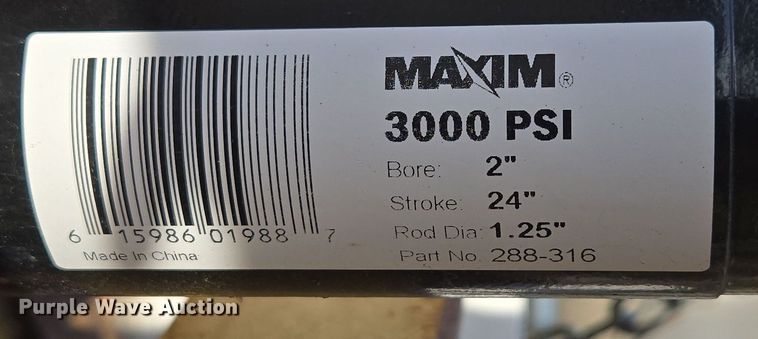 MAXIM®
3000 PSI
Bore: 2"
Stroke: 24"
Rod Dia: 1.25"
Part No. 288-316
6 15986 01988 7
Made In China
Purple Wave Auction